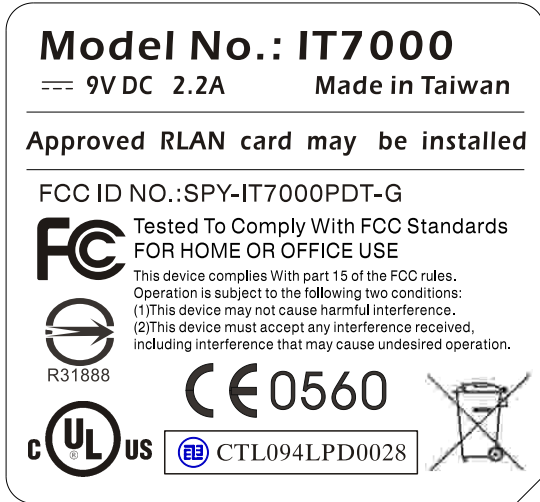 Model No.: IT7000
9V DC 2.2A Made in Taiwan
Approved RLAN card may be installed
FCC ID NO.:SPY-IT7000PDT-G
FC
Tested To Comply With FCC Standards
FOR HOME OR OFFICE USE
This device complies With part 15 of the FCC rules.
Operation is subject to the following two conditions:
(1)This device may not cause harmful interference.
(2)This device must accept any interference received,
including interference that may cause undesired operation.
R31888
CE0560
C UL ® US
CTL094LPD0028